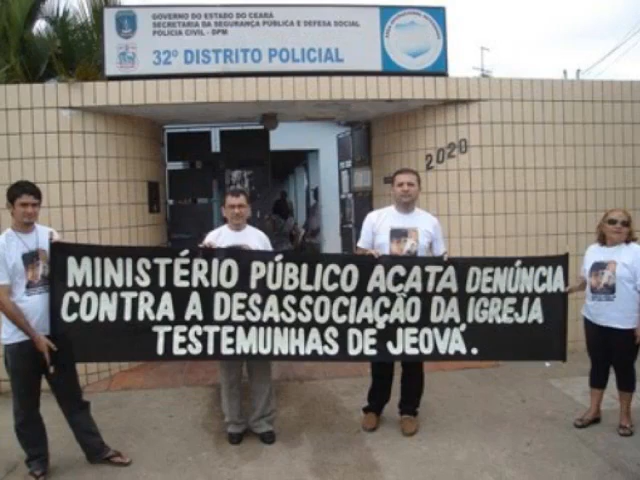 GOVERNO DO ESTADO DO CEARÁ
SECRETARIA DA SEGURANÇA PÚBLICA E DEFESA SOCIAL
POLÍCIA CIVIL - DPM
32º DISTRITO POLICIAL
2020
MINISTÉRIO PÚBLICO ACATA DENÚNCIA
CONTRA A DESASSOCIAÇÃO DA IGREJA
TESTEMUNHAS DE JEOVÁ.